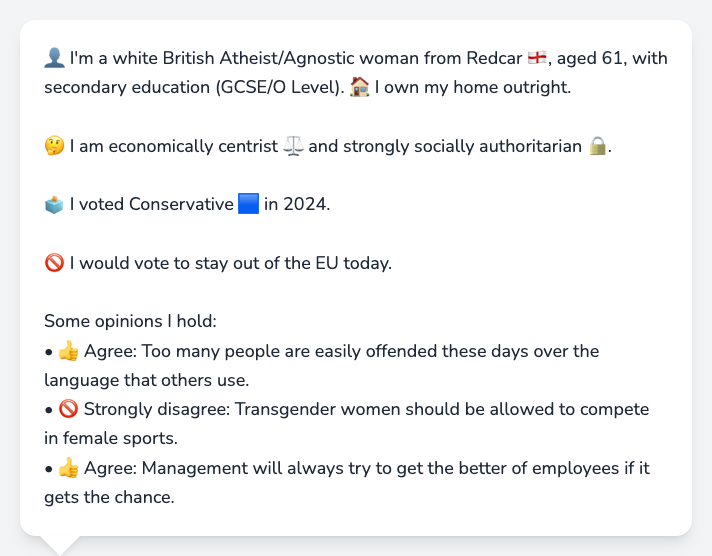 👤 I'm a white British Atheist/Agnostic woman from Redcar 🏴󠁧󠁢󠁥󠁮󠁧󠁿, aged 61, with
secondary education (GCSE/O Level). 🏠 I own my home outright.
🤔 I am economically centrist ⚖️ and strongly socially authoritarian 🔒.
🗳️ I voted Conservative 🟦 in 2024.
🚫 I would vote to stay out of the EU today.
Some opinions I hold:
• 👍 Agree: Too many people are easily offended these days over the
language that others use.
• 🚫 Strongly disagree: Transgender women should be allowed to compete
in female sports.
• 👍 Agree: Management will always try to get the better of employees if it
gets the chance.